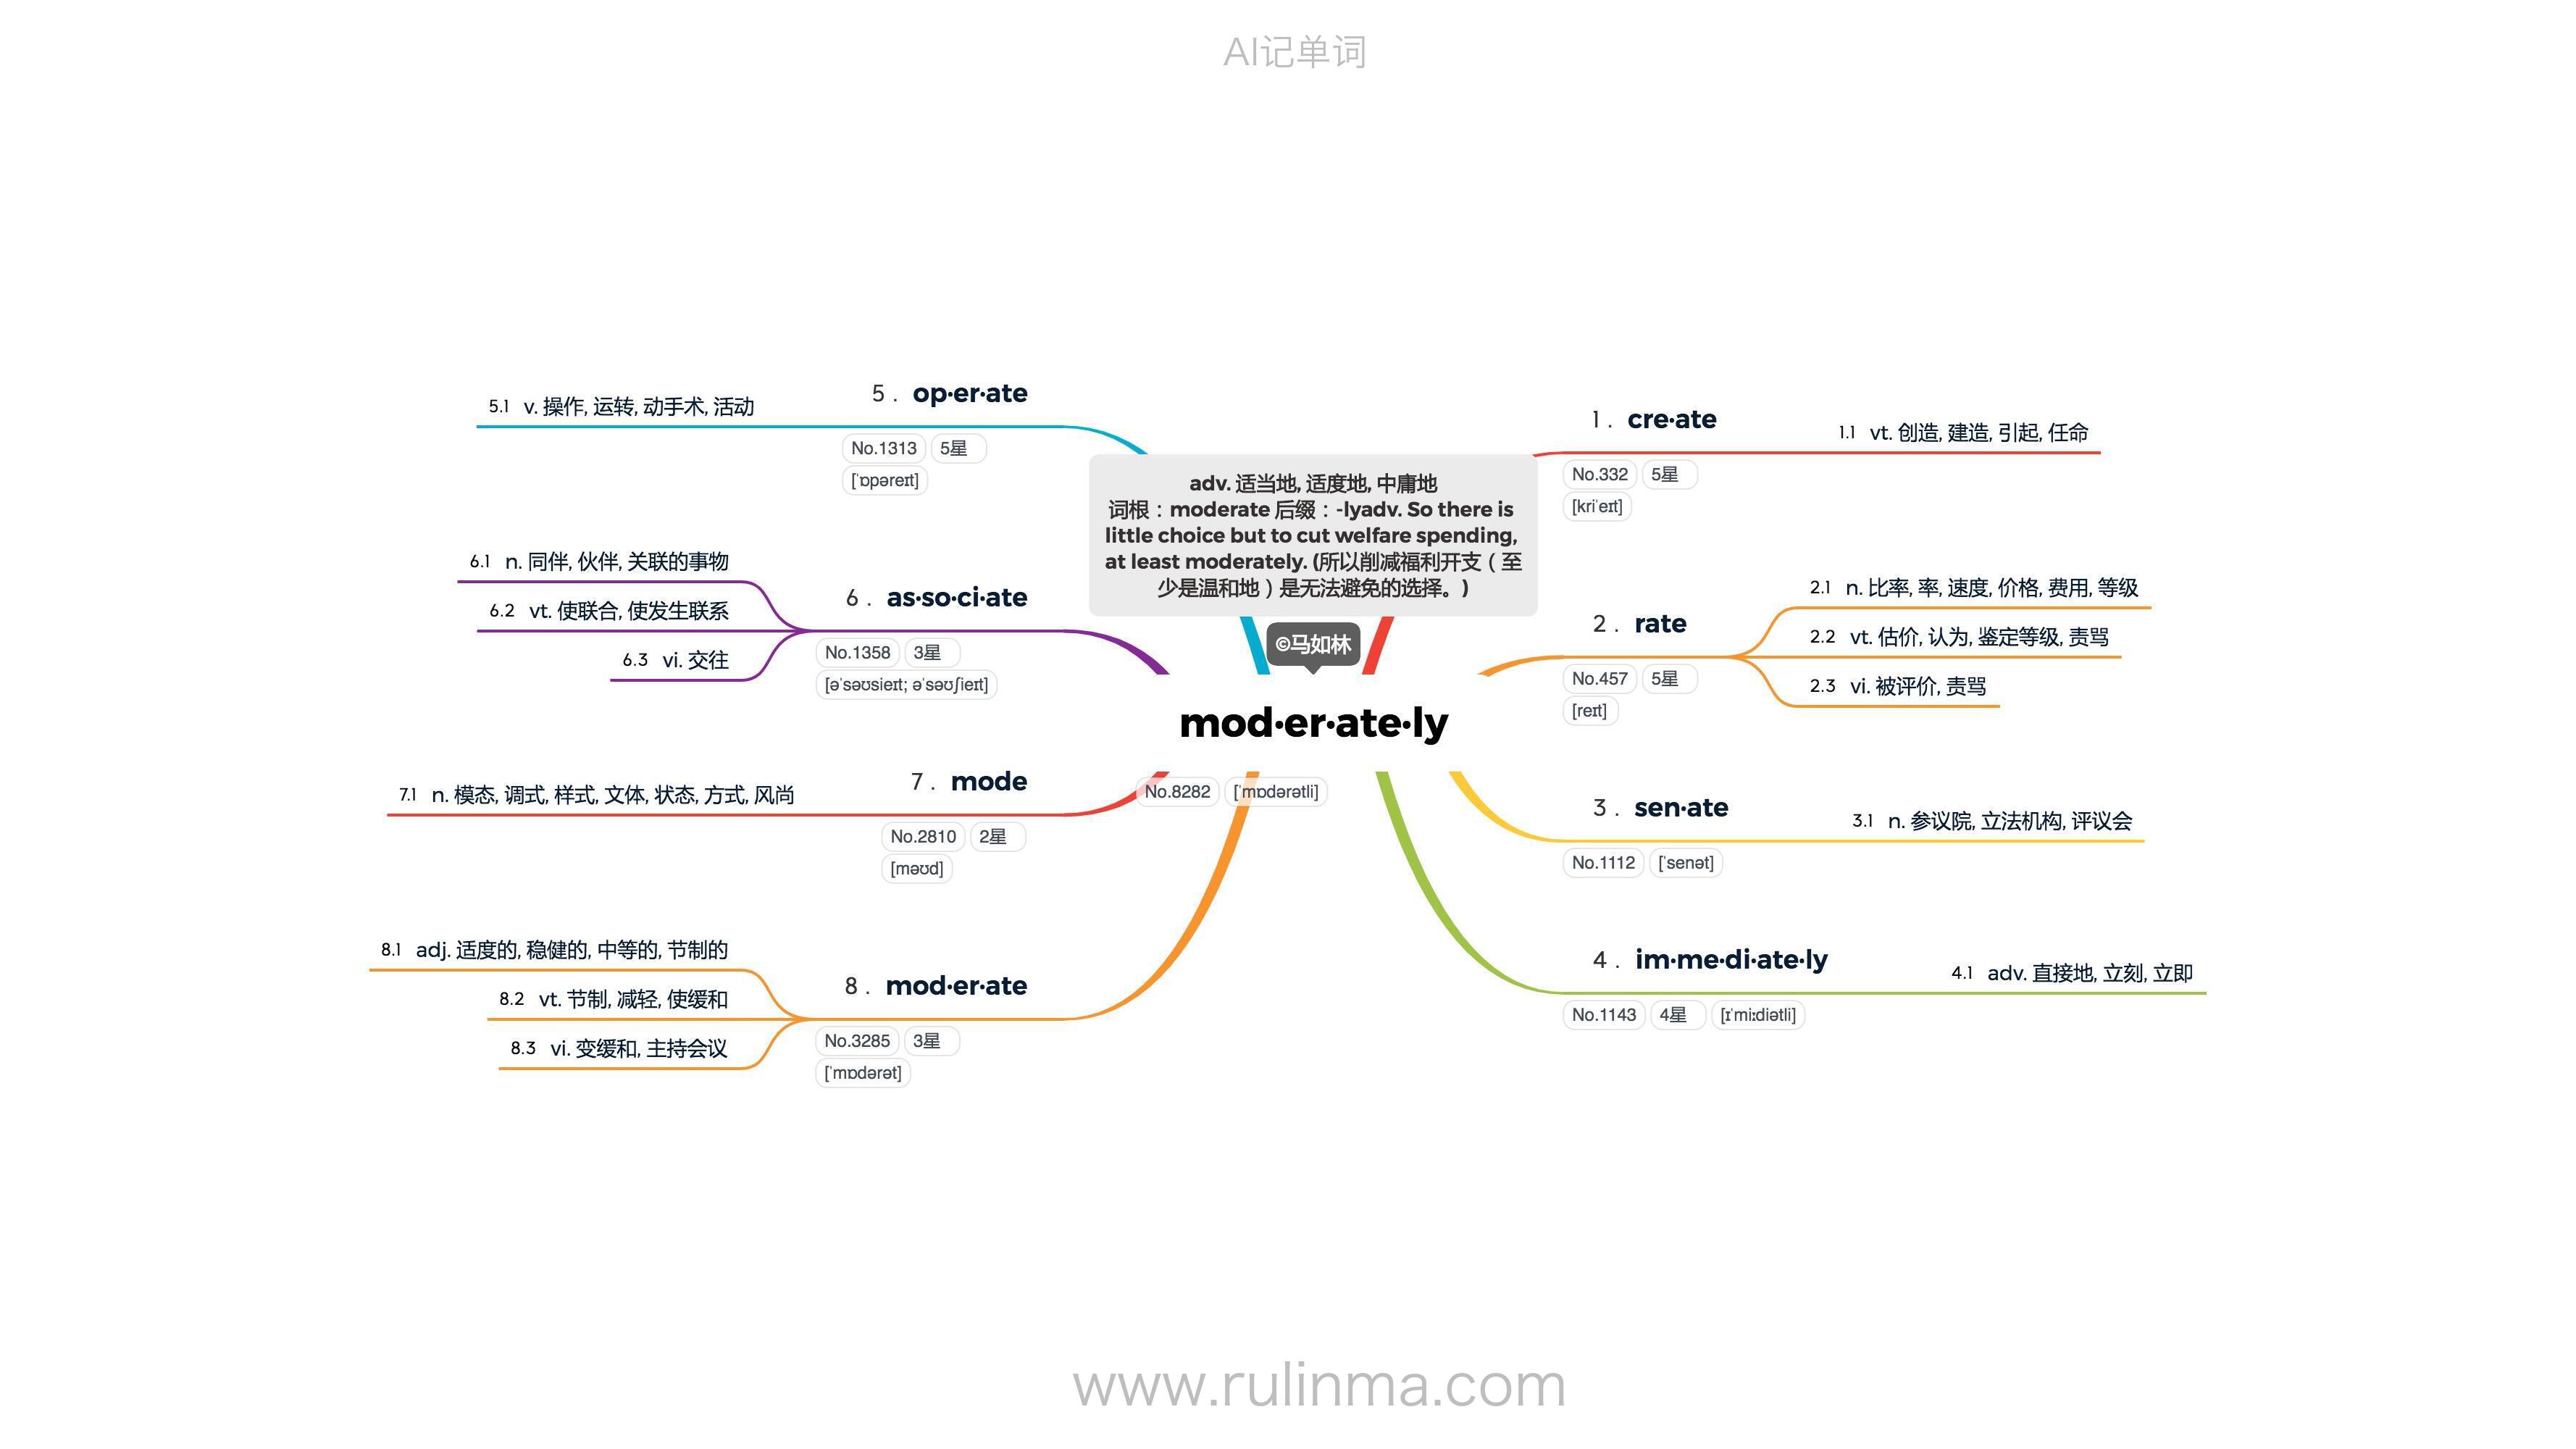 AI记单词
adv. 适当地, 适度地, 中庸地
词根：moderate 后缀：-lyadv. So there is
little choice but to cut welfare spending,
at least moderately. (所以削减福利开支（至
少是温和地）是无法避免的选择。)
©马如林
mod·er·ate·ly
No.8282 [ˈmɒdərətli]
1. cre·ate
No.332 5星
[kriˈeɪt]
1.1 vt. 创造, 建造, 引起, 任命
2. rate
No.457 5星
[reɪt]
2.1 n. 比率, 率, 速度, 价格, 费用, 等级
2.2 vt. 估价, 认为, 鉴定等级, 责骂
2.3 vi. 被评价, 责骂
3. sen·ate
No.1112 [ˈsenət]
3.1 n. 参议院, 立法机构, 评议会
4. im·me·di·ate·ly
No.1143 4星 [ɪˈmiːdiətli]
4.1 adv. 直接地, 立刻, 立即
5. op·er·ate
No.1313 5星
[ˈɒpəreɪt]
5.1 v. 操作, 运转, 动手术, 活动
6. as·so·ci·ate
No.1358 3星
[əˈsəʊsieɪt; əˈsəʊʃieɪt]
6.1 n. 同伴, 伙伴, 关联的事物
6.2 vt. 使联合, 使发生联系
6.3 vi. 交往
7. mode
No.2810 2星
[məʊd]
7.1 n. 模态, 调式, 样式, 文体, 状态, 方式, 风尚
8. mod·er·ate
No.3285 3星
[ˈmɒdərət]
8.1 adj. 适度的, 稳健的, 中等的, 节制的
8.2 vt. 节制, 减轻, 使缓和
8.3 vi. 变缓和, 主持会议
www.rulinma.com